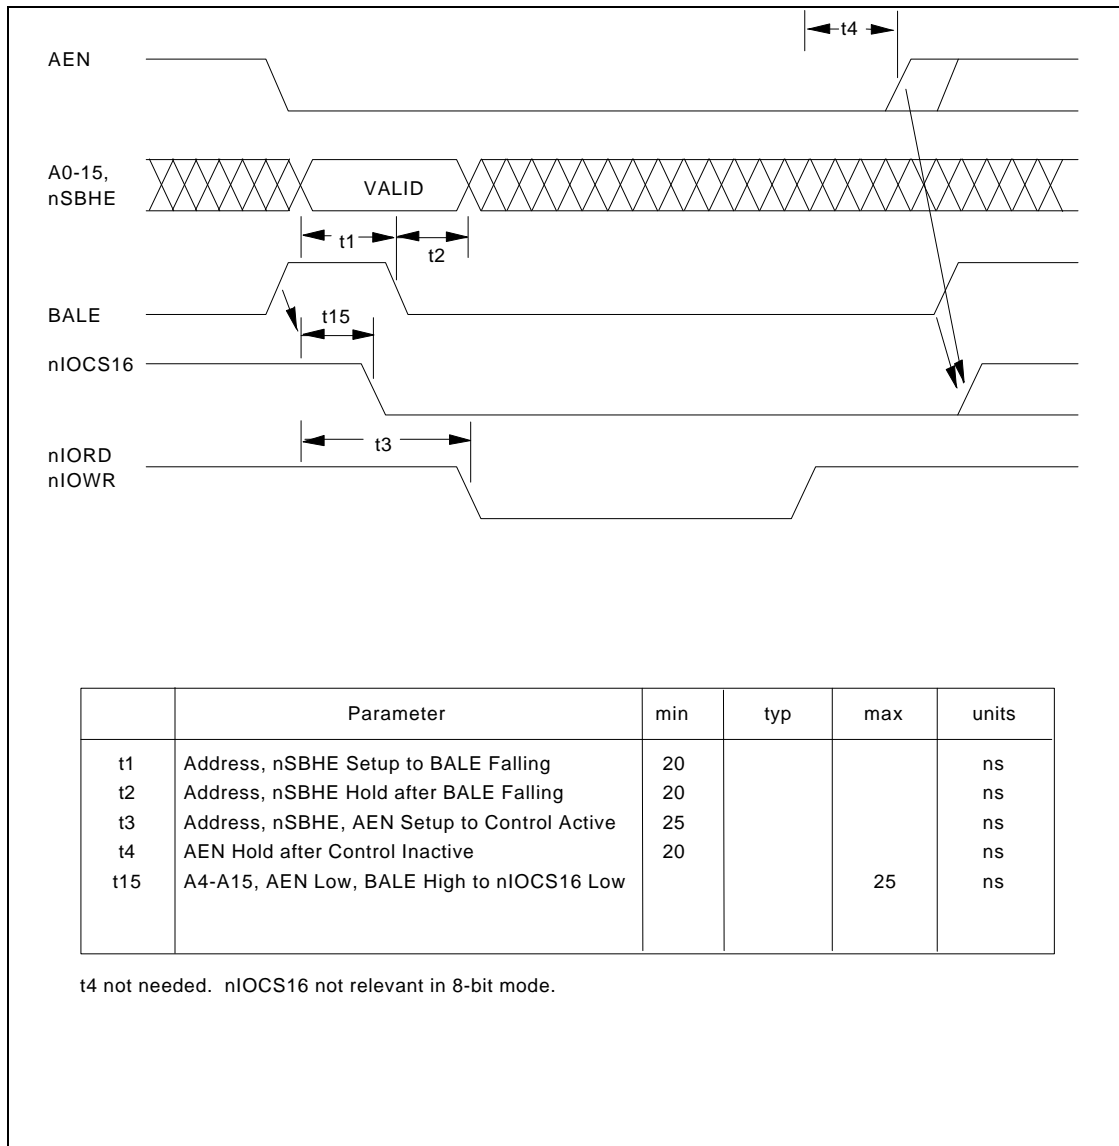 t4
AEN
A0-15,
nSBHE
VALID
t1
t2
BALE
t15
nIOCS16
t3
nIORD
nIOWR
Parameter min typ max units
t1 Address, nSBHE Setup to BALE Falling 20 ns
t2 Address, nSBHE Hold after BALE Falling 20 ns
t3 Address, nSBHE, AEN Setup to Control Active 25 ns
t4 AEN Hold after Control Inactive 20 ns
t15 A4-A15, AEN Low, BALE High to nIOCS16 Low 25 ns
t4 not needed. nIOCS16 not relevant in 8-bit mode.